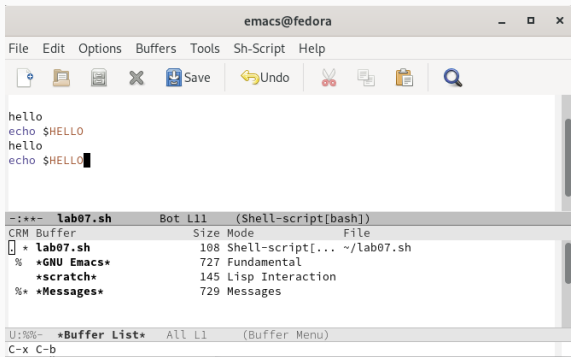 emacs@fedora
File Edit Options Buffers Tools Sh-Script Help
Save Undo
hello
echo $HELLO
hello
echo $HELLO
-:**- lab07.sh Bot L11 (Shell-script[bash])
CRM Buffer Size Mode File
. * lab07.sh 108 Shell-script[... ~/lab07.sh
% *GNU Emacs* 727 Fundamental
*scratch* 145 Lisp Interaction
%* *Messages* 729 Messages
U:%%- *Buffer List* All L1 (Buffer Menu)
C-x C-b